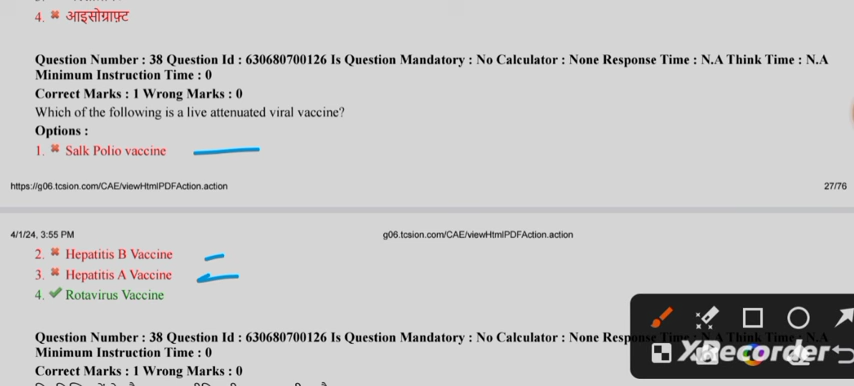 4. ✖ आइसोग्राफ़्ट
Question Number : 38 Question Id : 630680700126 Is Question Mandatory : No Calculator : None Response Time : N.A Think Time : N.A
Minimum Instruction Time : 0
Correct Marks : 1 Wrong Marks : 0
Which of the following is a live attenuated viral vaccine?
Options :
1. ✖ Salk Polio vaccine
https://g06.tcsion.com/CAE/viewHtmlPDFAction.action 27/76
4/1/24, 3:55 PM g06.tcsion.com/CAE/viewHtmlPDFAction.action
2. ✖ Hepatitis B Vaccine
3. ✖ Hepatitis A Vaccine
4. ✔ Rotavirus Vaccine
Question Number : 38 Question Id : 630680700126 Is Question Mandatory : No Calculator : None Response Time : N.A Think Time : N.A
Minimum Instruction Time : 0
XRecorder
Correct Marks : 1 Wrong Marks : 0